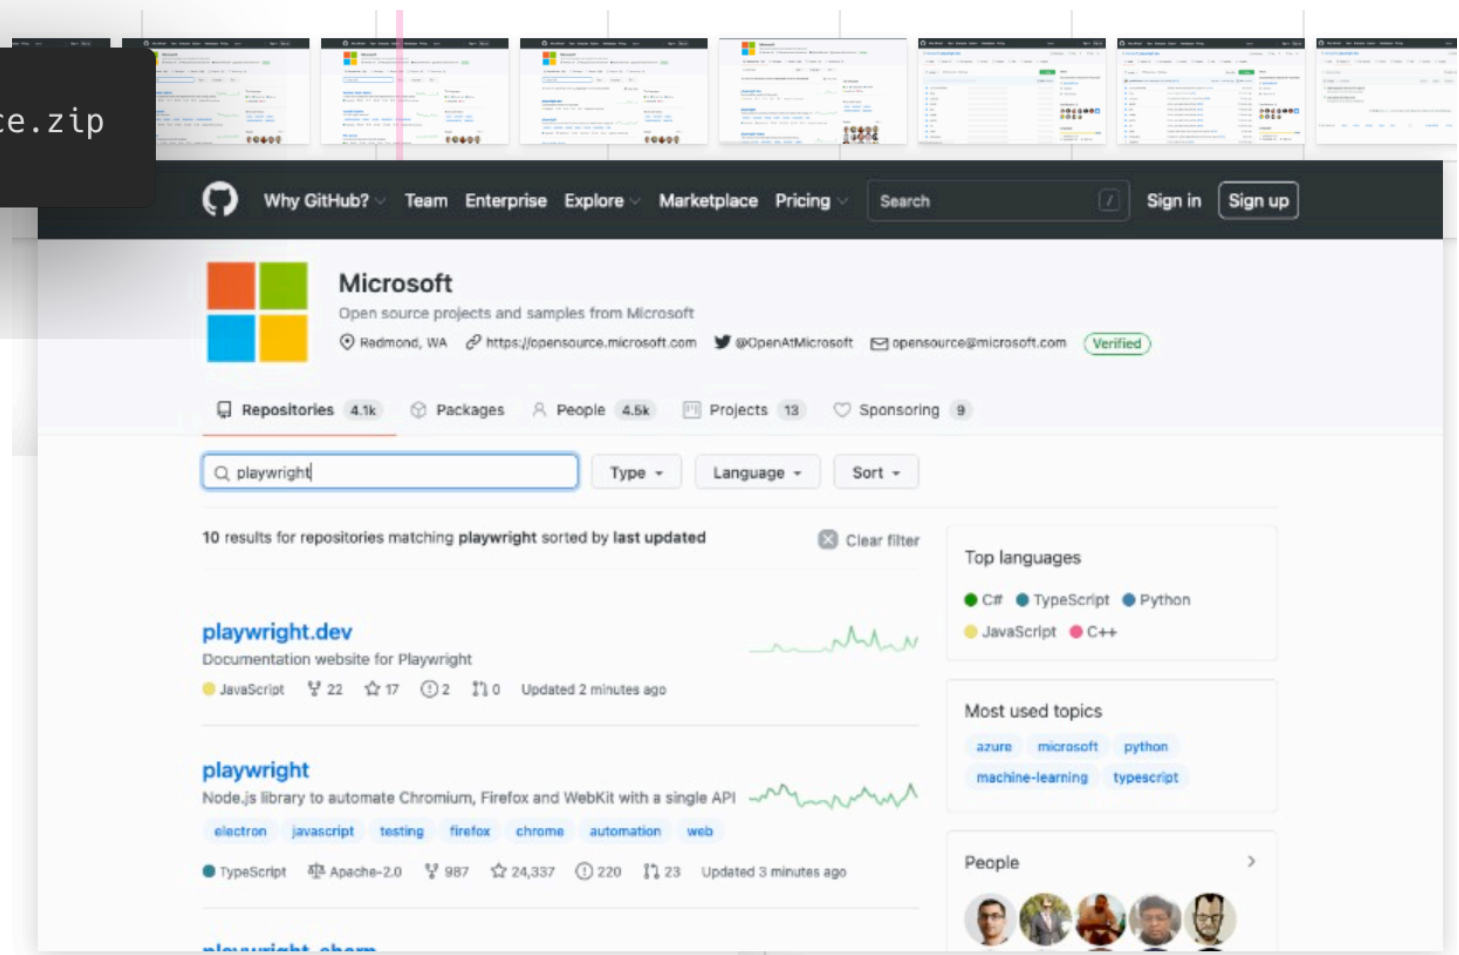 ce.zip
Why GitHub? Team Enterprise Explore Marketplace Pricing Search / Sign in Sign up
Microsoft
Open source projects and samples from Microsoft
Redmond, WA https://opensource.microsoft.com @OpenAtMicrosoft opensource@microsoft.com Verified
Repositories 4.1k Packages People 4.5k Projects 13 Sponsoring 9
playwright Type Language Sort
10 results for repositories matching playwright sorted by last updated Clear filter
playwright.dev
Documentation website for Playwright
JavaScript 22 17 2 0 Updated 2 minutes ago
playwright
Node.js library to automate Chromium, Firefox and WebKit with a single API
electron javascript testing firefox chrome automation web
TypeScript Apache-2.0 987 24,337 220 23 Updated 3 minutes ago
playwright-sharp
Top languages
C# TypeScript Python
JavaScript C++
Most used topics
azure microsoft python
machine-learning typescript
People